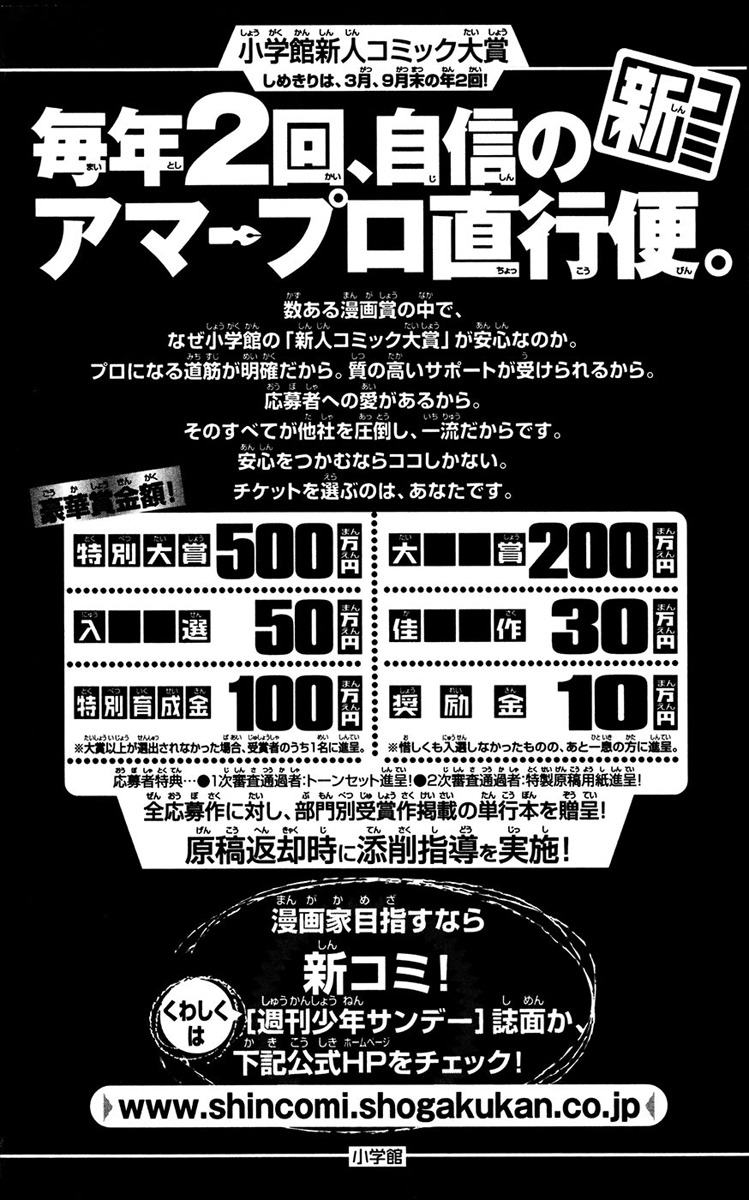 小学館新人コミック大賞
しめきりは、3月、9月末の年2回!
新コミ
毎年2回、自信の
アマ→プロ直行便。
数ある漫画賞の中で、
なぜ小学館の「新人コミック大賞」が安心なのか。
プロになる道筋が明確だから。質の高いサポートが受けられるから。
応募者への愛があるから。
そのすべてが他社を圧倒し、一流だからです。
安心をつかむならココしかない。
チケットを選ぶのは、あなたです。
豪華賞金額!
特別大賞500万円
大■■賞200万円
入■■選50万円
佳■■作30万円
特別育成金100万円
奨励金10万円
※大賞以上が選出されなかった場合、受賞者のうち1名に進呈。
※惜しくも入選しなかったものの、あと一息の方に進呈。
応募者特典…●1次審査通過者:トーンセット進呈!●2次審査通過者:特製原稿用紙進呈!
全応募作に対し、部門別受賞作掲載の単行本を贈呈!
原稿返却時に添削指導を実施!
漫画家目指すなら
新コミ!
くわしくは
[週刊少年サンデー]誌面か、
下記公式HPをチェック!
www.shincomi.shogakukan.co.jp
小学館